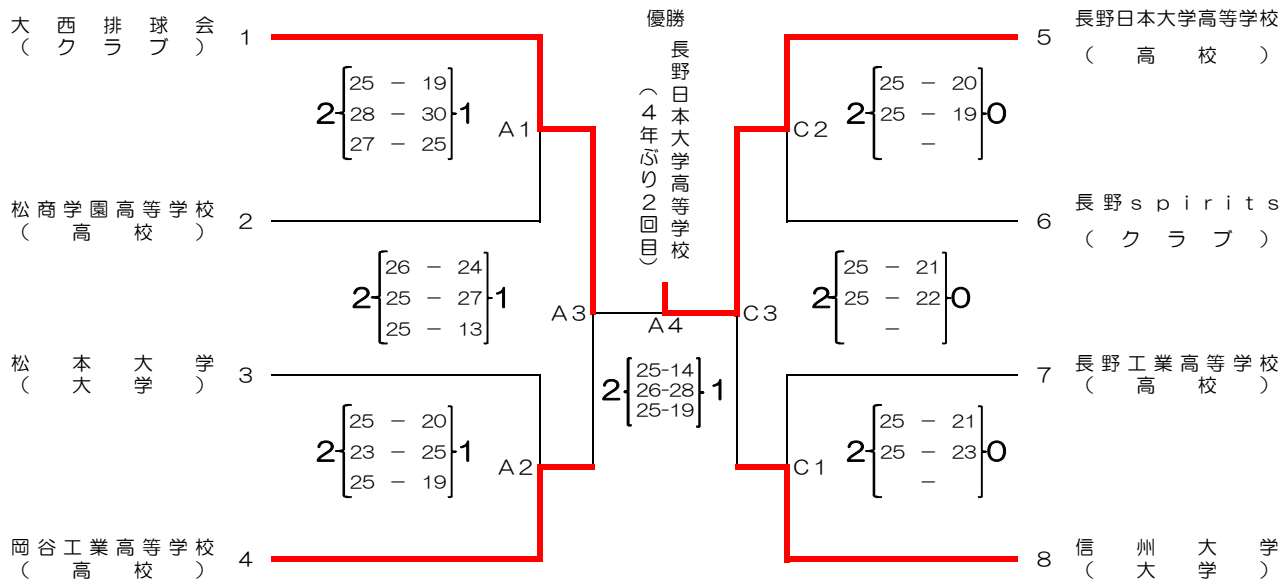 優勝
長野日本大学高等学校
（４年ぶり２回目）
大西排球会
（クラブ）
1
2 25 － 19 1
28 － 30
27 － 25
A1
松商学園高等学校
（高校）
2
2 26 － 24 1
25 － 27
25 － 13
A3
松本大学
（大学）
3
2 25 － 20 1
23 － 25
25 － 19
A2
岡谷工業高等学校
（高校）
4
A4
2 25-14 1
26-28
25-19
長野日本大学高等学校
（高校）
5
2 25 － 20 0
25 － 19
－
C2
長野ｓｐｉｒｉｔｓ
（クラブ）
6
2 25 － 21 0
25 － 22
－
C3
長野工業高等学校
（高校）
7
2 25 － 21 0
25 － 23
－
C1
信州大学
（大学）
8